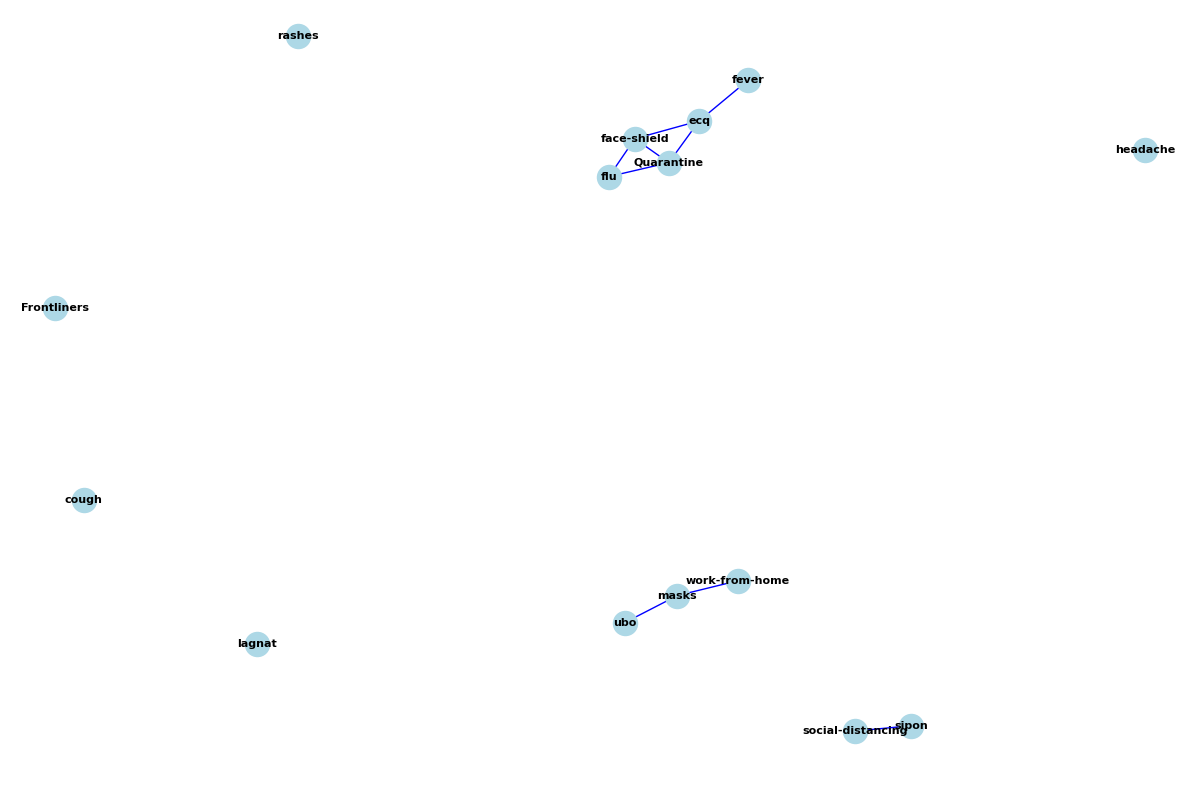 rashes
fever
ecq
face-shield
Quarantine
flu
headache
Frontliners
cough
work-from-home
masks
ubo
lagnat
social-distancing
sipon